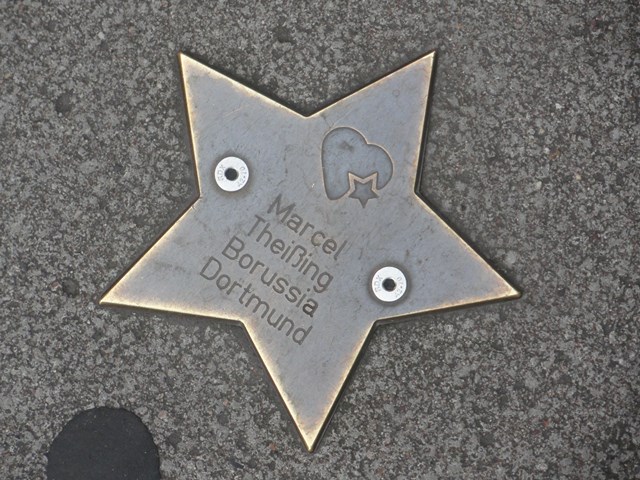 Marcel
Theißing
Borussia
Dortmund